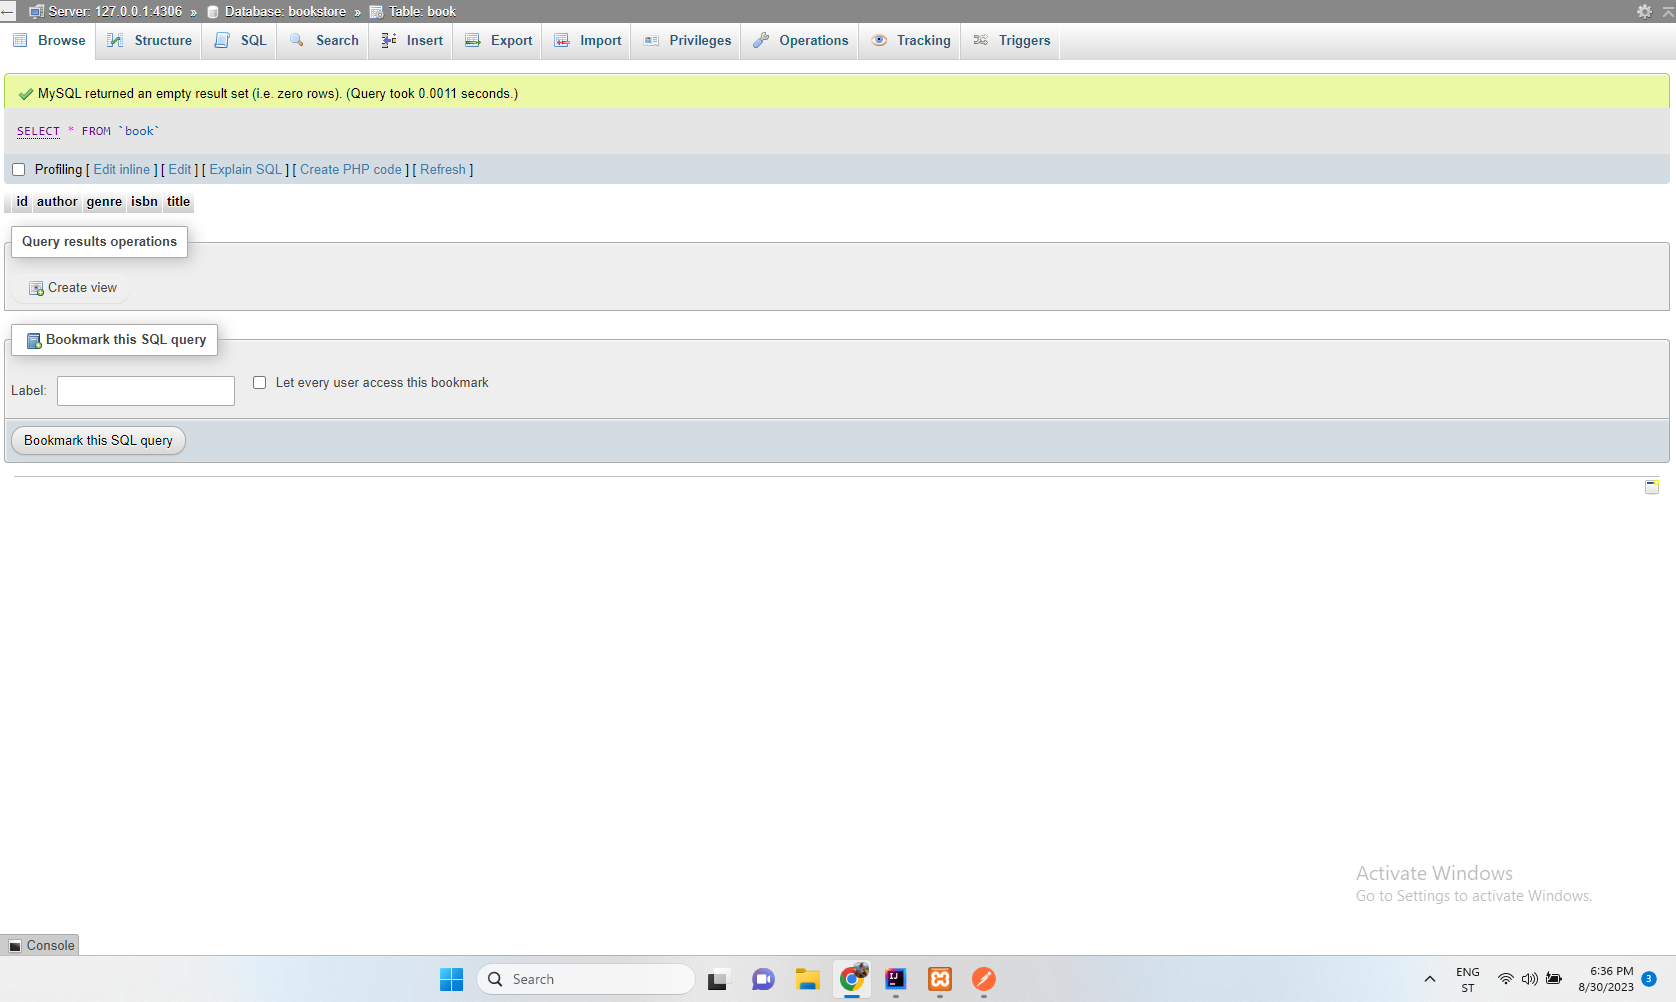 Server: 127.0.0.1:4306 » Database: bookstore » Table: book
Browse Structure SQL Search Insert Export Import Privileges Operations Tracking Triggers
MySQL returned an empty result set (i.e. zero rows). (Query took 0.0011 seconds.)
SELECT * FROM `book`
Profiling [ Edit inline ] [ Edit ] [ Explain SQL ] [ Create PHP code ] [ Refresh ]
id author genre isbn title
Query results operations
Create view
Bookmark this SQL query
Label: Let every user access this bookmark
Bookmark this SQL query
Activate Windows
Go to Settings to activate Windows.
Console
Search
ENG
ST
6:36 PM
8/30/2023
3